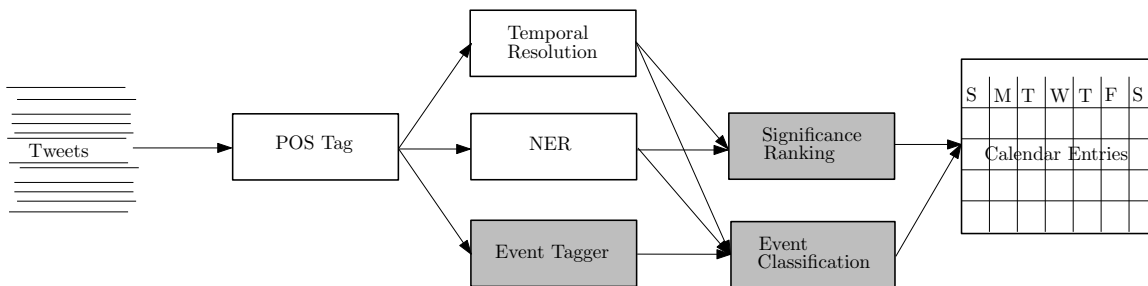 Tweets
POS Tag
Temporal
Resolution
NER
Event Tagger
Significance
Ranking
Event
Classification
S M T W T F S
Calendar Entries